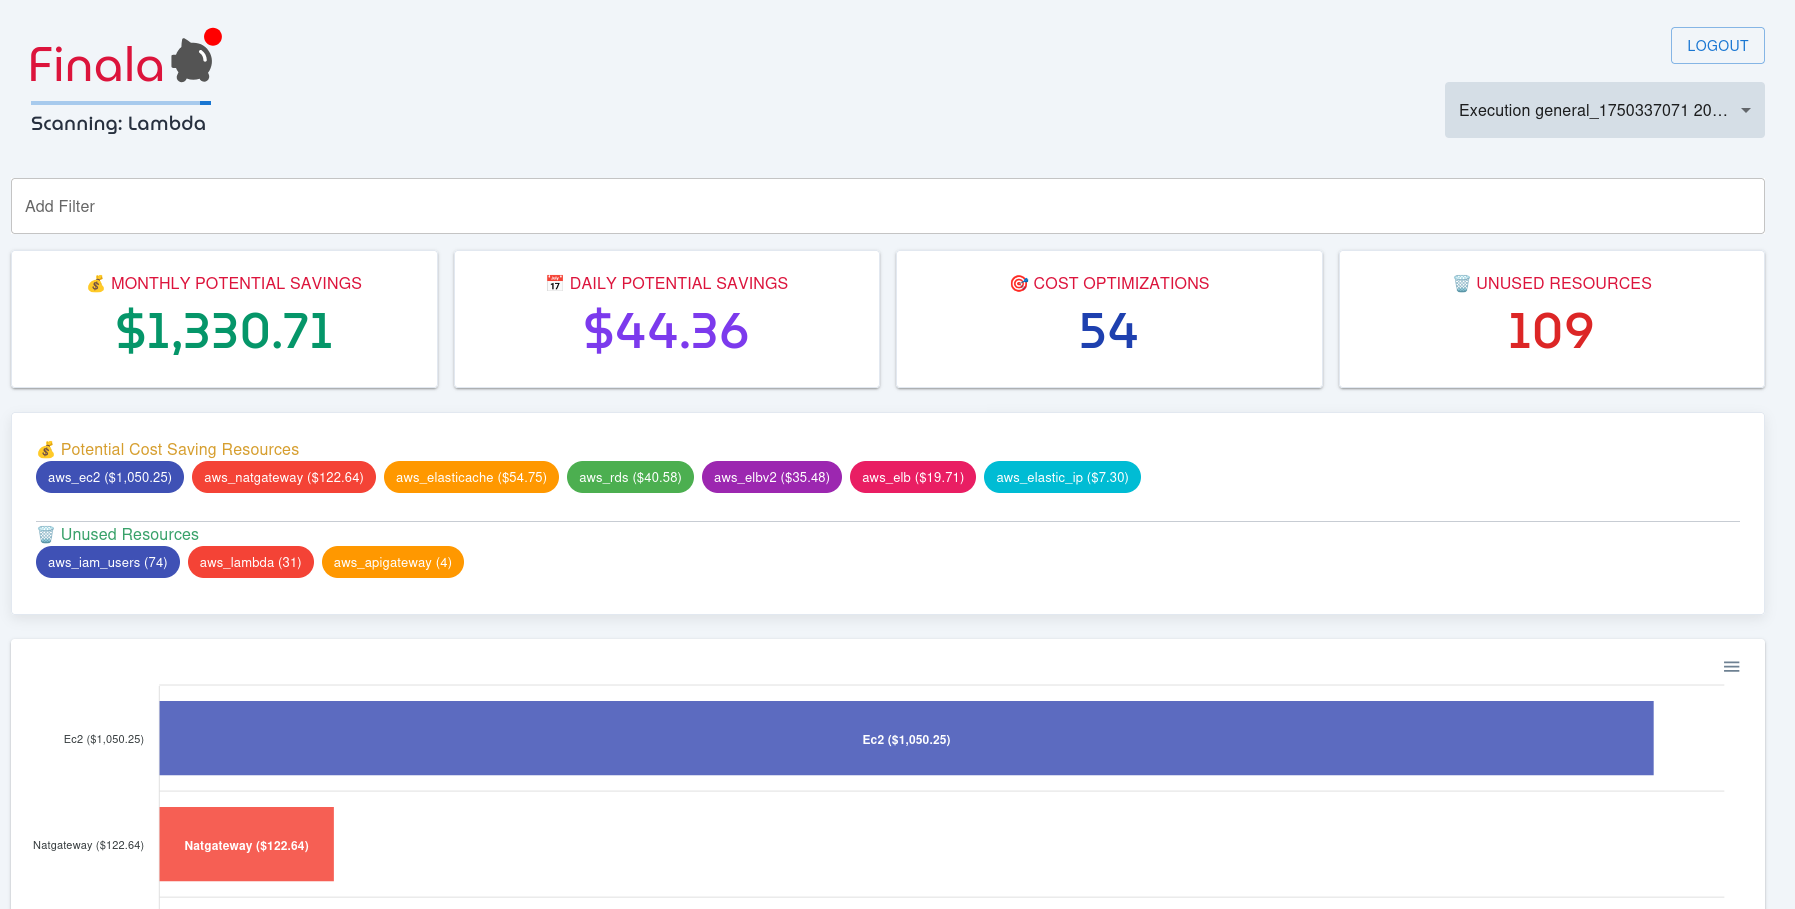 Finala
LOGOUT
Scanning: Lambda
Execution general_1750337071 20...
Add Filter
💰 MONTHLY POTENTIAL SAVINGS
$1,330.71
📅 DAILY POTENTIAL SAVINGS
$44.36
🎯 COST OPTIMIZATIONS
54
🗑️ UNUSED RESOURCES
109
💰 Potential Cost Saving Resources
aws_ec2 ($1,050.25) aws_natgateway ($122.64) aws_elasticache ($54.75) aws_rds ($40.58) aws_elbv2 ($35.48) aws_elb ($19.71) aws_elastic_ip ($7.30)
🗑️ Unused Resources
aws_iam_users (74) aws_lambda (31) aws_apigateway (4)
Ec2 ($1,050.25) Ec2 ($1,050.25)
Natgateway ($122.64) Natgateway ($122.64)